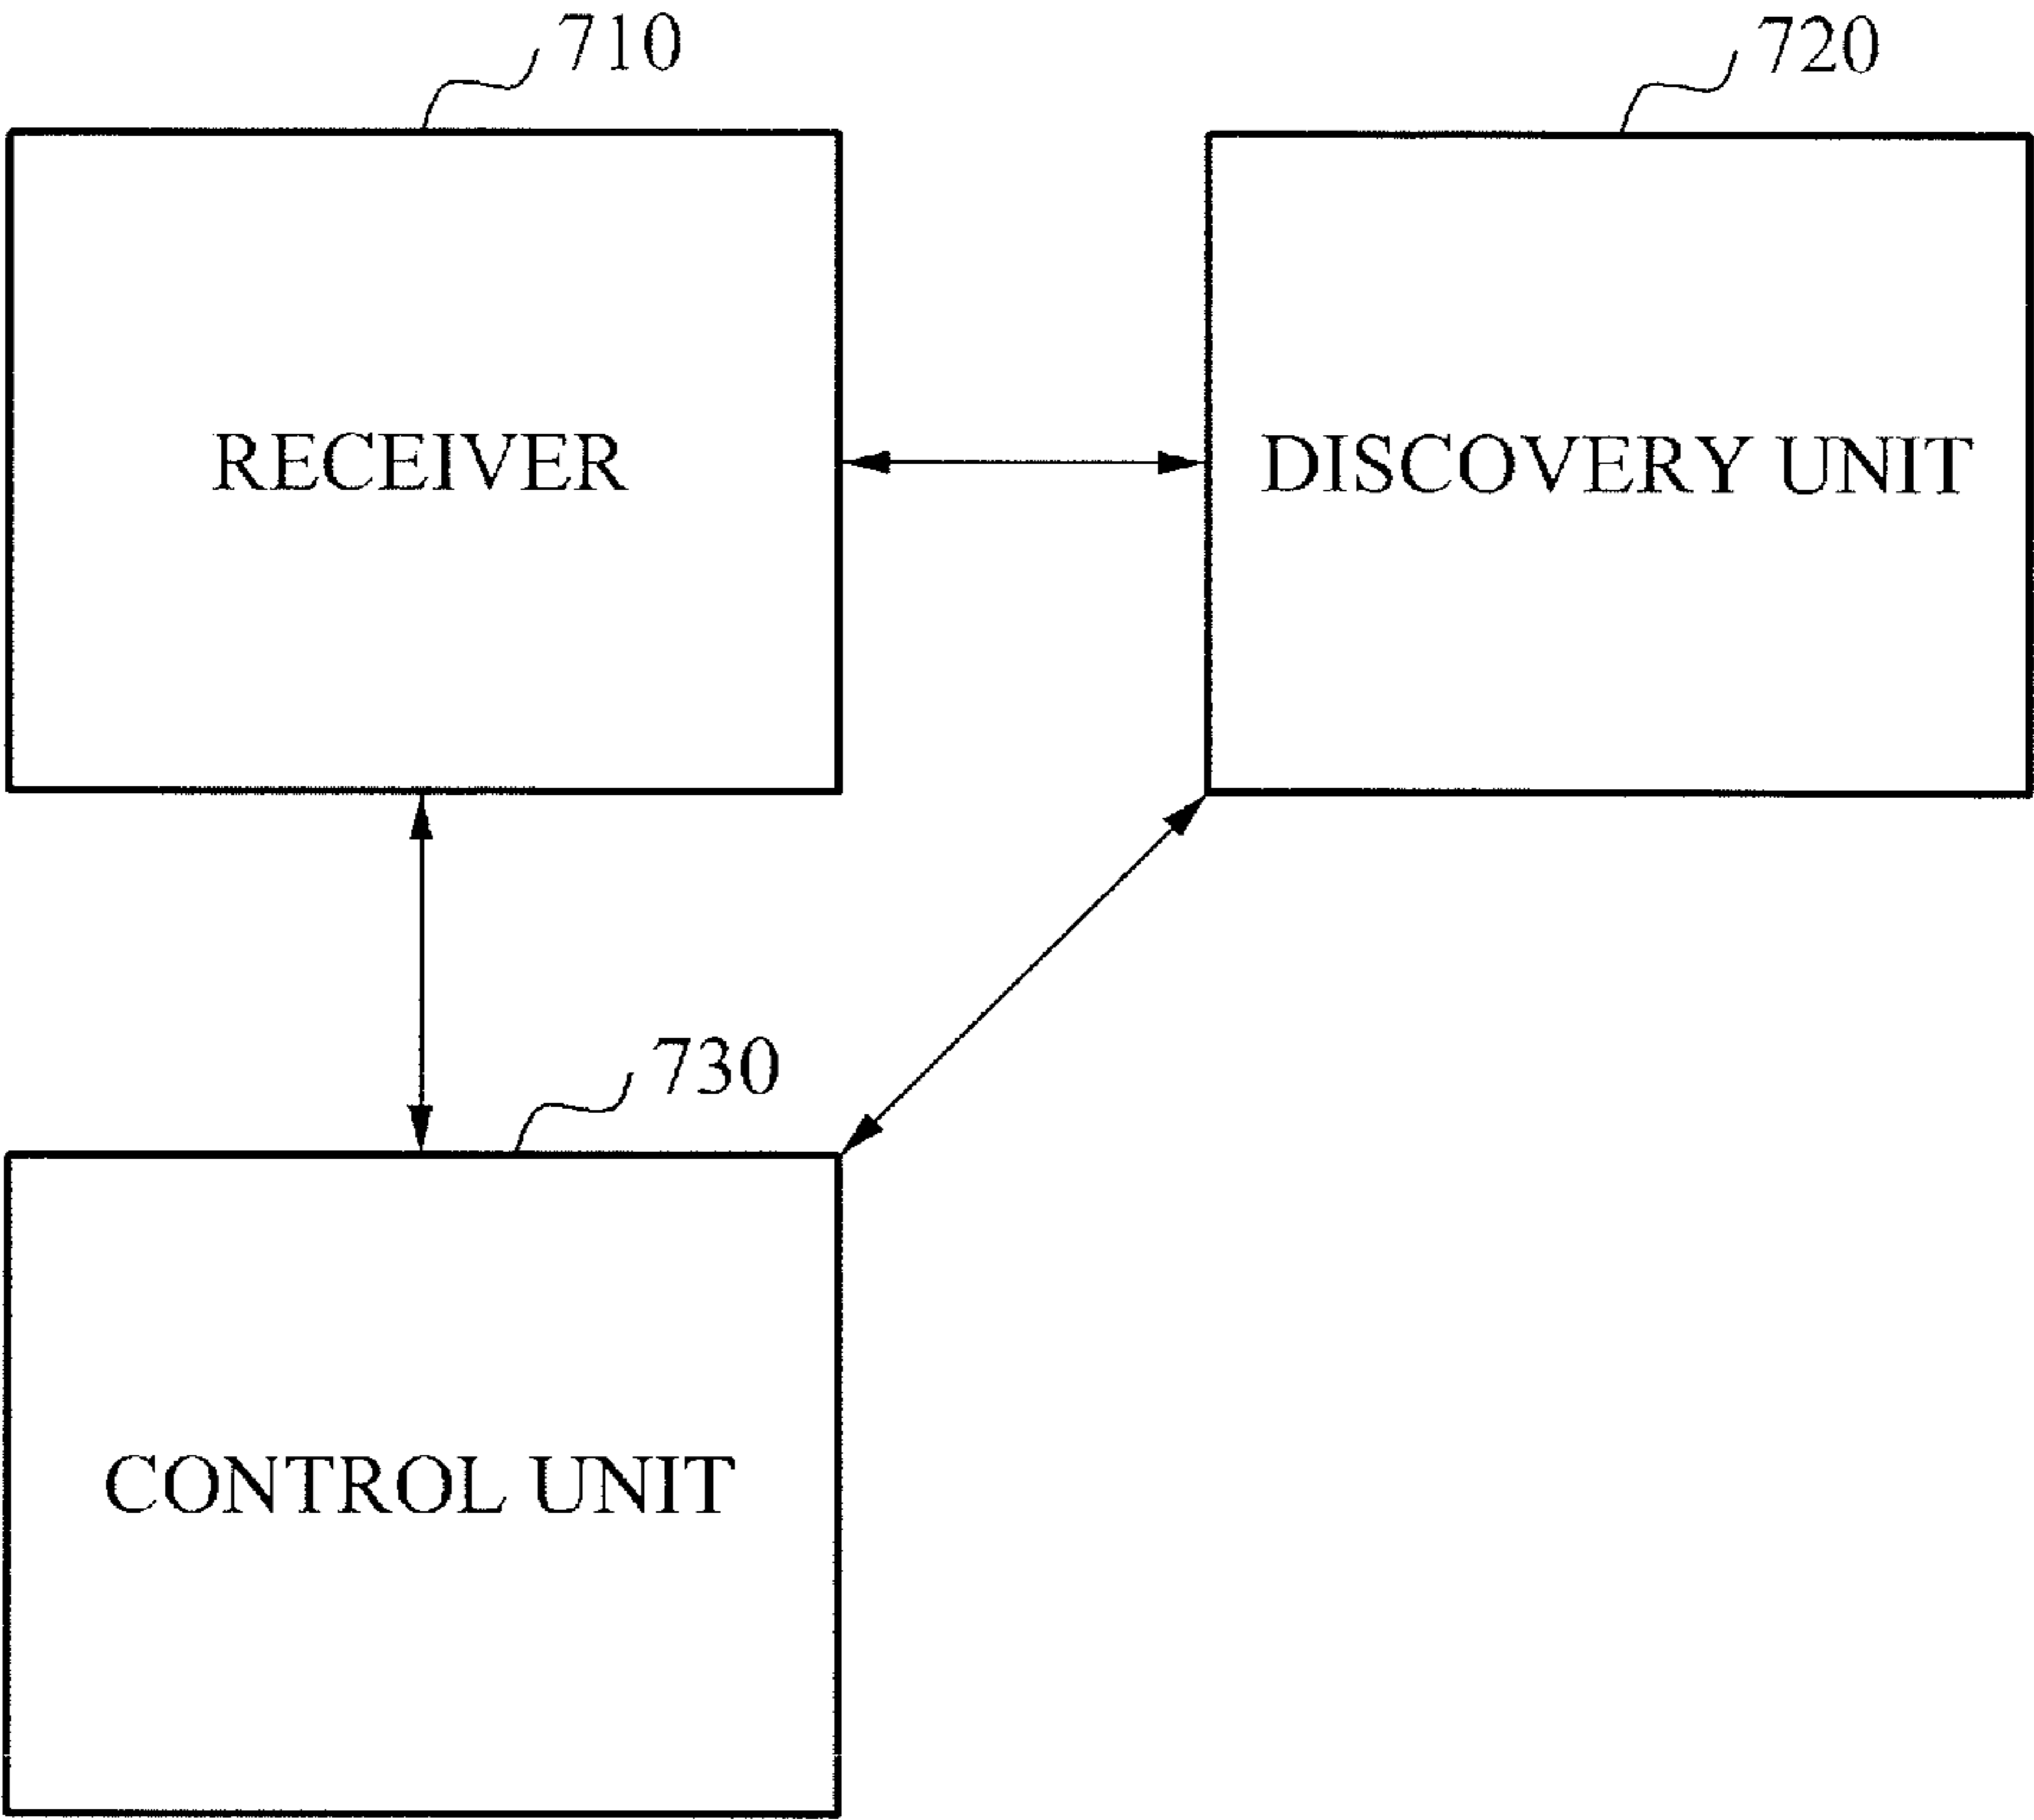 710
720
RECEIVER
DISCOVERY UNIT
730
CONTROL UNIT